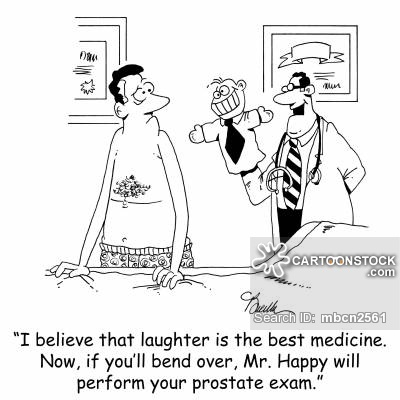 CARTOONSTOCK
.com
Search ID: mbcn2561
"I believe that laughter is the best medicine.
Now, if you'll bend over, Mr. Happy will
perform your prostate exam."